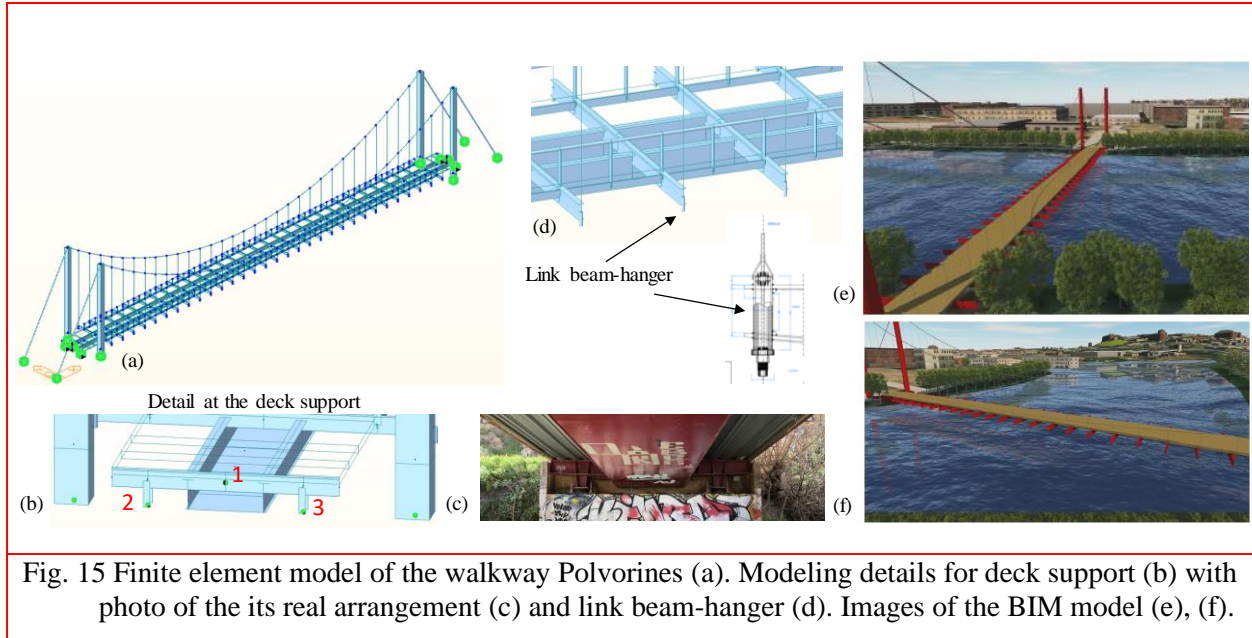 (a)
(d)
Link beam-hanger
(e)
Detail at the deck support
1
2
3
(b)
(c)
(f)
Fig. 15 Finite element model of the walkway Polvorines (a). Modeling details for deck support (b) with
photo of the its real arrangement (c) and link beam-hanger (d). Images of the BIM model (e), (f).